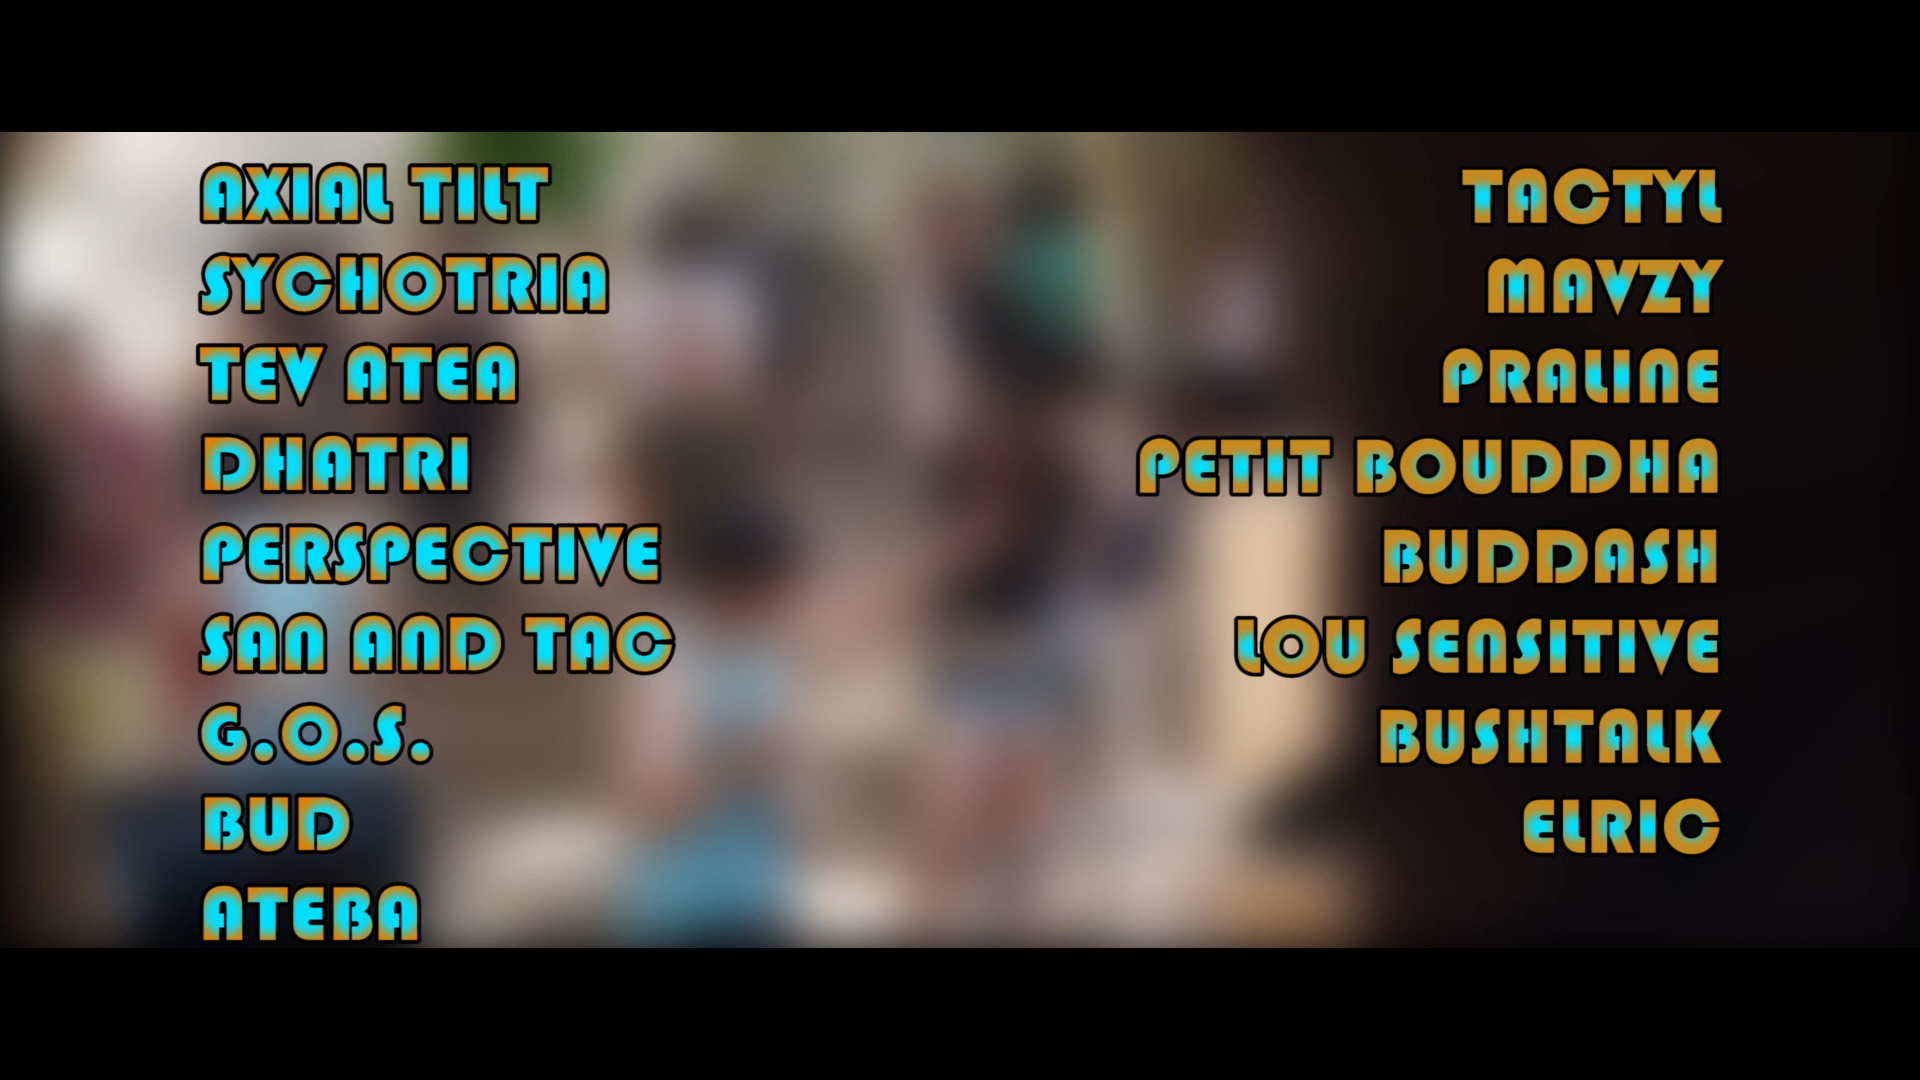 AXIAL TILT
SYCHOTRIA
TEV ATEA
DHATRI
PERSPECTIVE
SAN AND TAC
G.O.S.
BUD
ATEBA
TACTYL
MAVZY
PRALINE
PETIT BOUDDHA
BUDDASH
LOU SENSITIVE
BUSHTALK
ELRIC